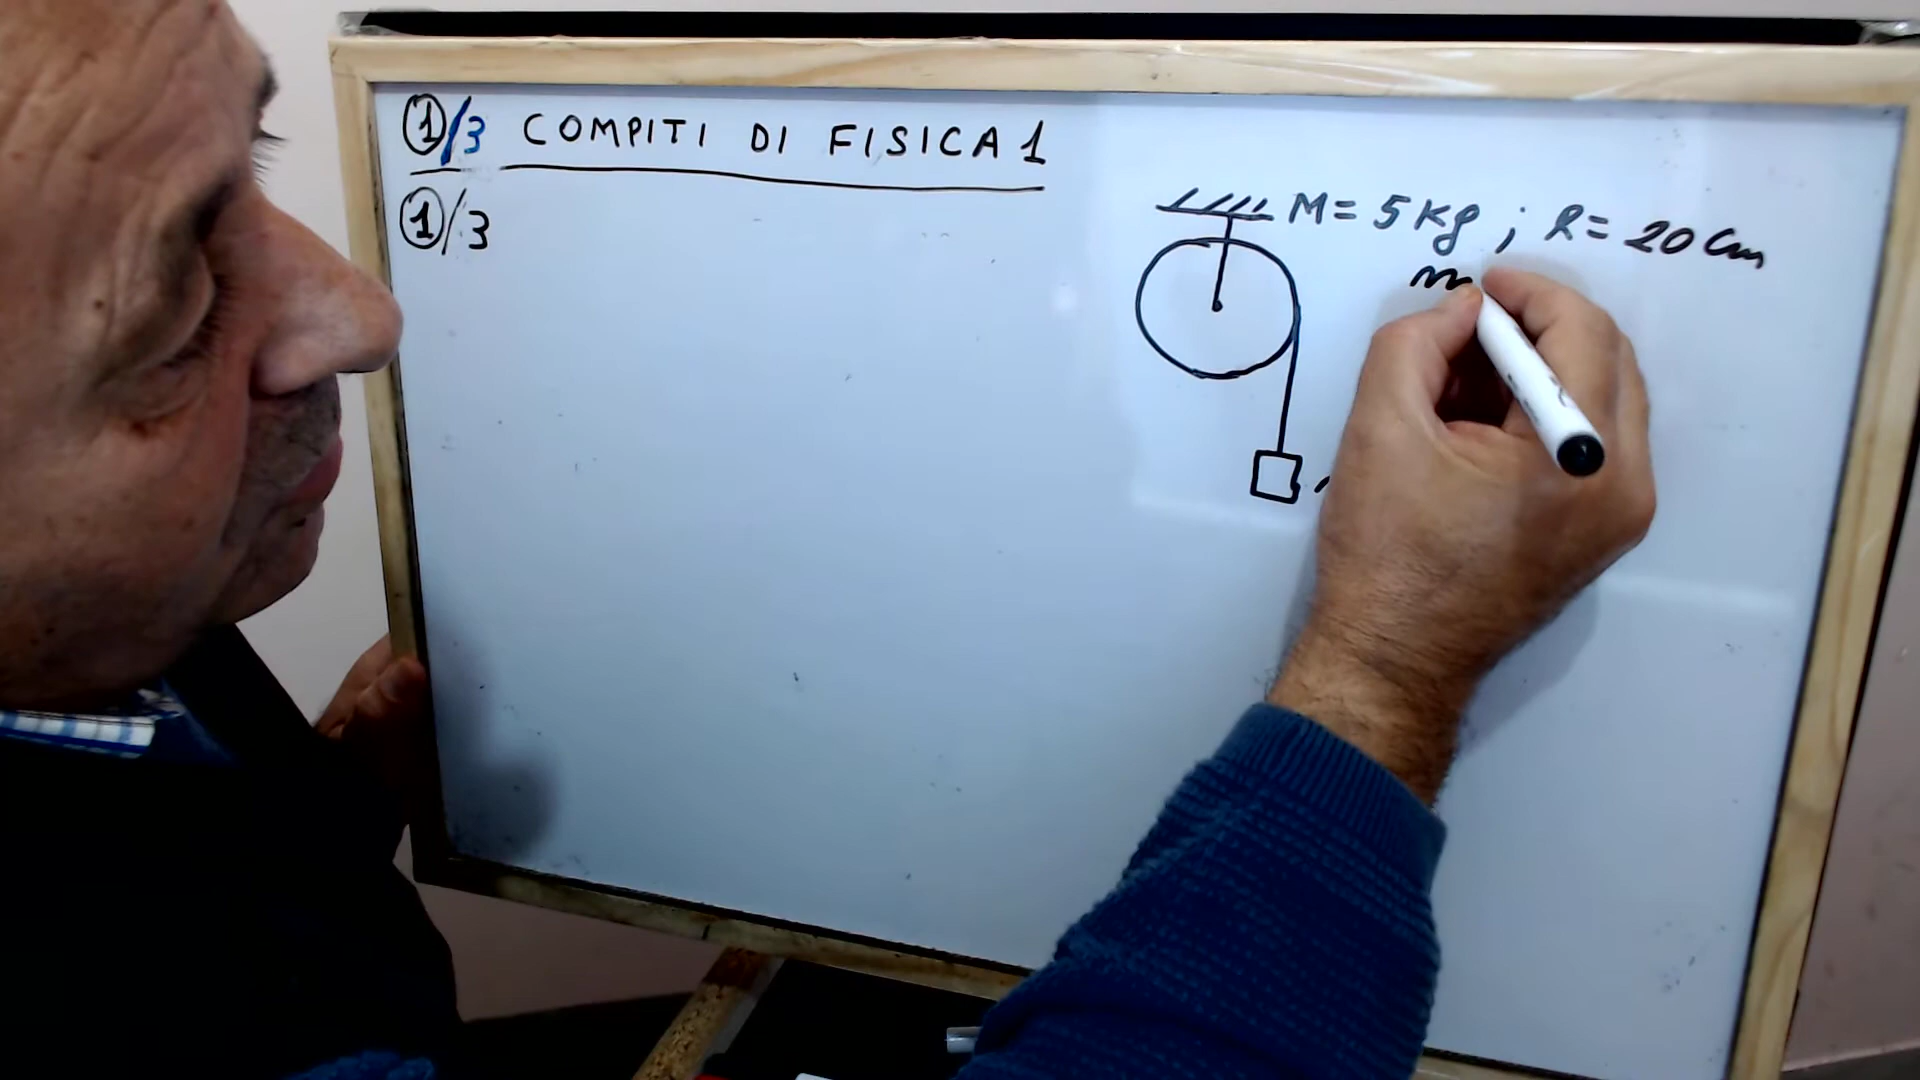 1/3 COMPITI DI FISICA 1
1/3
M = 5 Kg ; R = 20 cm
m